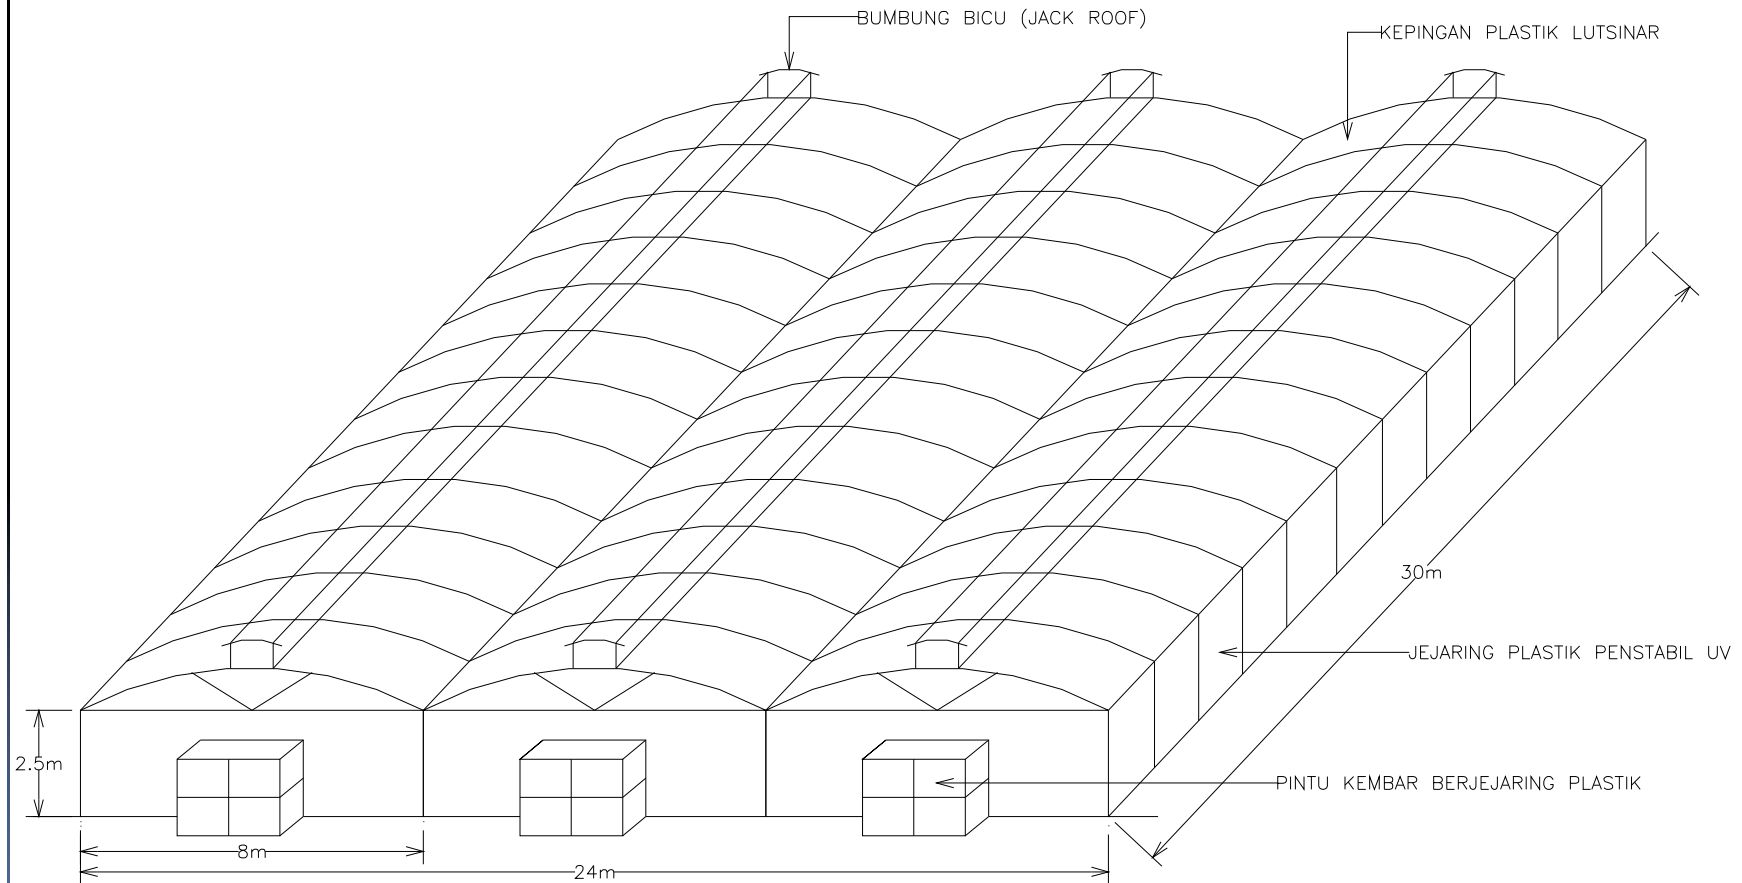 BUMBUNG BICU (JACK ROOF)
KEPINGAN PLASTIK LUTSINAR
30m
JEJARING PLASTIK PENSTABIL UV
2.5m
PINTU KEMBAR BERJEJARING PLASTIK
8m
24m